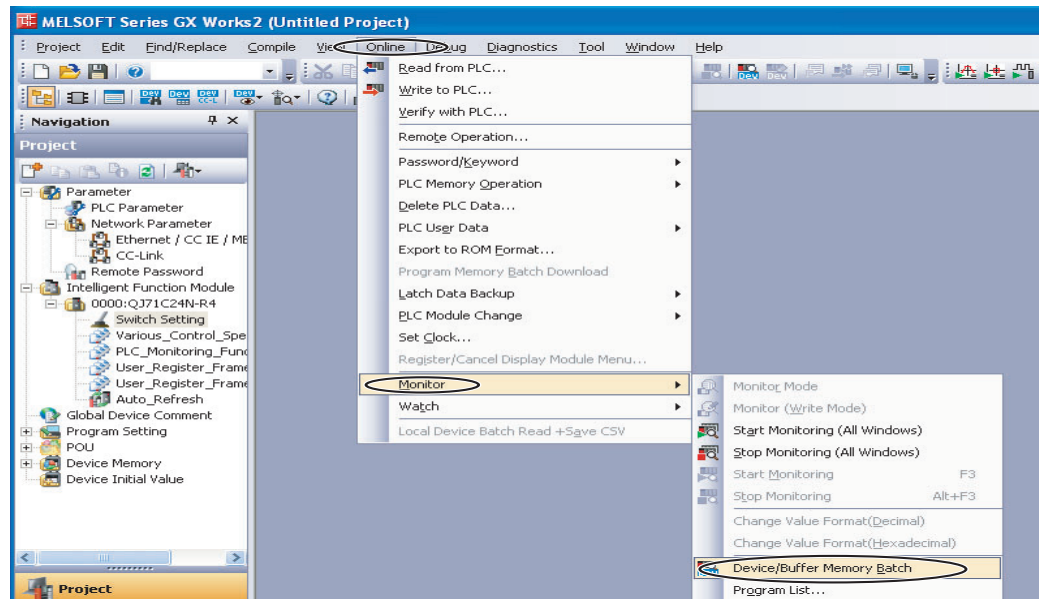 MELSOFT Series GX Works2 (Untitled Project)
Project Edit Find/Replace Compile View Online Debug Diagnostics Tool Window Help
Navigation
Project
Parameter
PLC Parameter
Network Parameter
Ethernet / CC IE / ME
CC-Link
Remote Password
Intelligent Function Module
0000:QJ71C24N-R4
Switch Setting
Various_Control_Spe
PLC_Monitoring_Func
User_Register_Frame
User_Register_Frame
Auto_Refresh
Global Device Comment
Program Setting
POU
Device Memory
Device Initial Value
Project
Read from PLC...
Write to PLC...
Verify with PLC...
Remote Operation...
Password/Keyword
PLC Memory Operation
Delete PLC Data...
PLC User Data
Export to ROM Format...
Program Memory Batch Download
Latch Data Backup
PLC Module Change
Set Clock...
Register/Cancel Display Module Menu...
Monitor
Watch
Local Device Batch Read +Save CSV
Monitor Mode
Monitor (Write Mode)
Start Monitoring (All Windows)
Stop Monitoring (All Windows)
Start Monitoring F3
Stop Monitoring Alt+F3
Change Value Format(Decimal)
Change Value Format(Hexadecimal)
Device/Buffer Memory Batch
Program List...